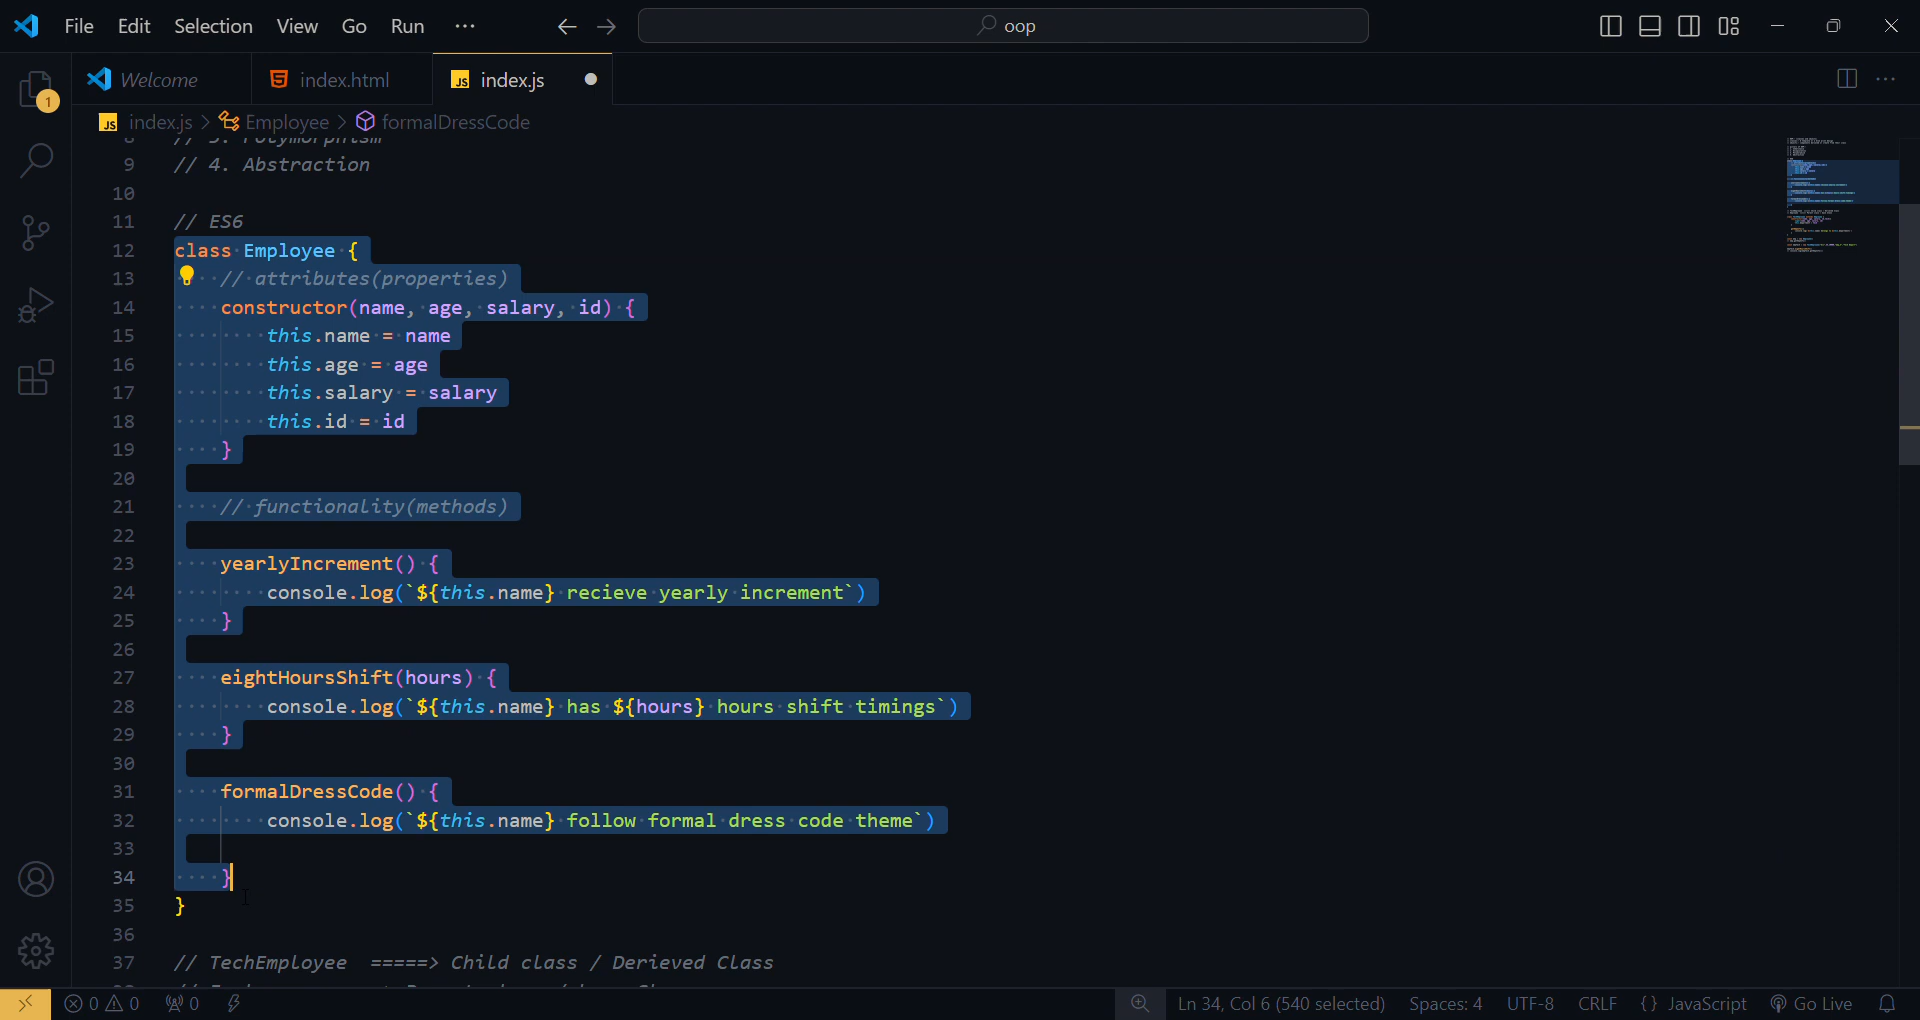 File Edit Selection View Go Run ···
oop
1
Welcome
index.html
JS index.js
JS index.js > Employee > formalDressCode
8 // 3. Polymorphism
9 // 4. Abstraction
10
11 // ES6
12 class Employee {
13 // attributes(properties)
14 constructor(name, age, salary, id) {
15 this.name = name
16 this.age = age
17 this.salary = salary
18 this.id = id
19 }
20
21 // functionality(methods)
22
23 yearlyIncrement() {
24 console.log(`${this.name} recieve yearly increment`)
25 }
26
27 eightHoursShift(hours) {
28 console.log(`${this.name} has ${hours} hours shift timings`)
29 }
30
31 formalDressCode() {
32 console.log(`${this.name} follow formal dress code theme`)
33
34 }
35 }
36
37 // TechEmployee =====> Child class / Derieved Class
0 0 0 Ln 34, Col 6 (540 selected) Spaces: 4 UTF-8 CRLF {} JavaScript Go Live